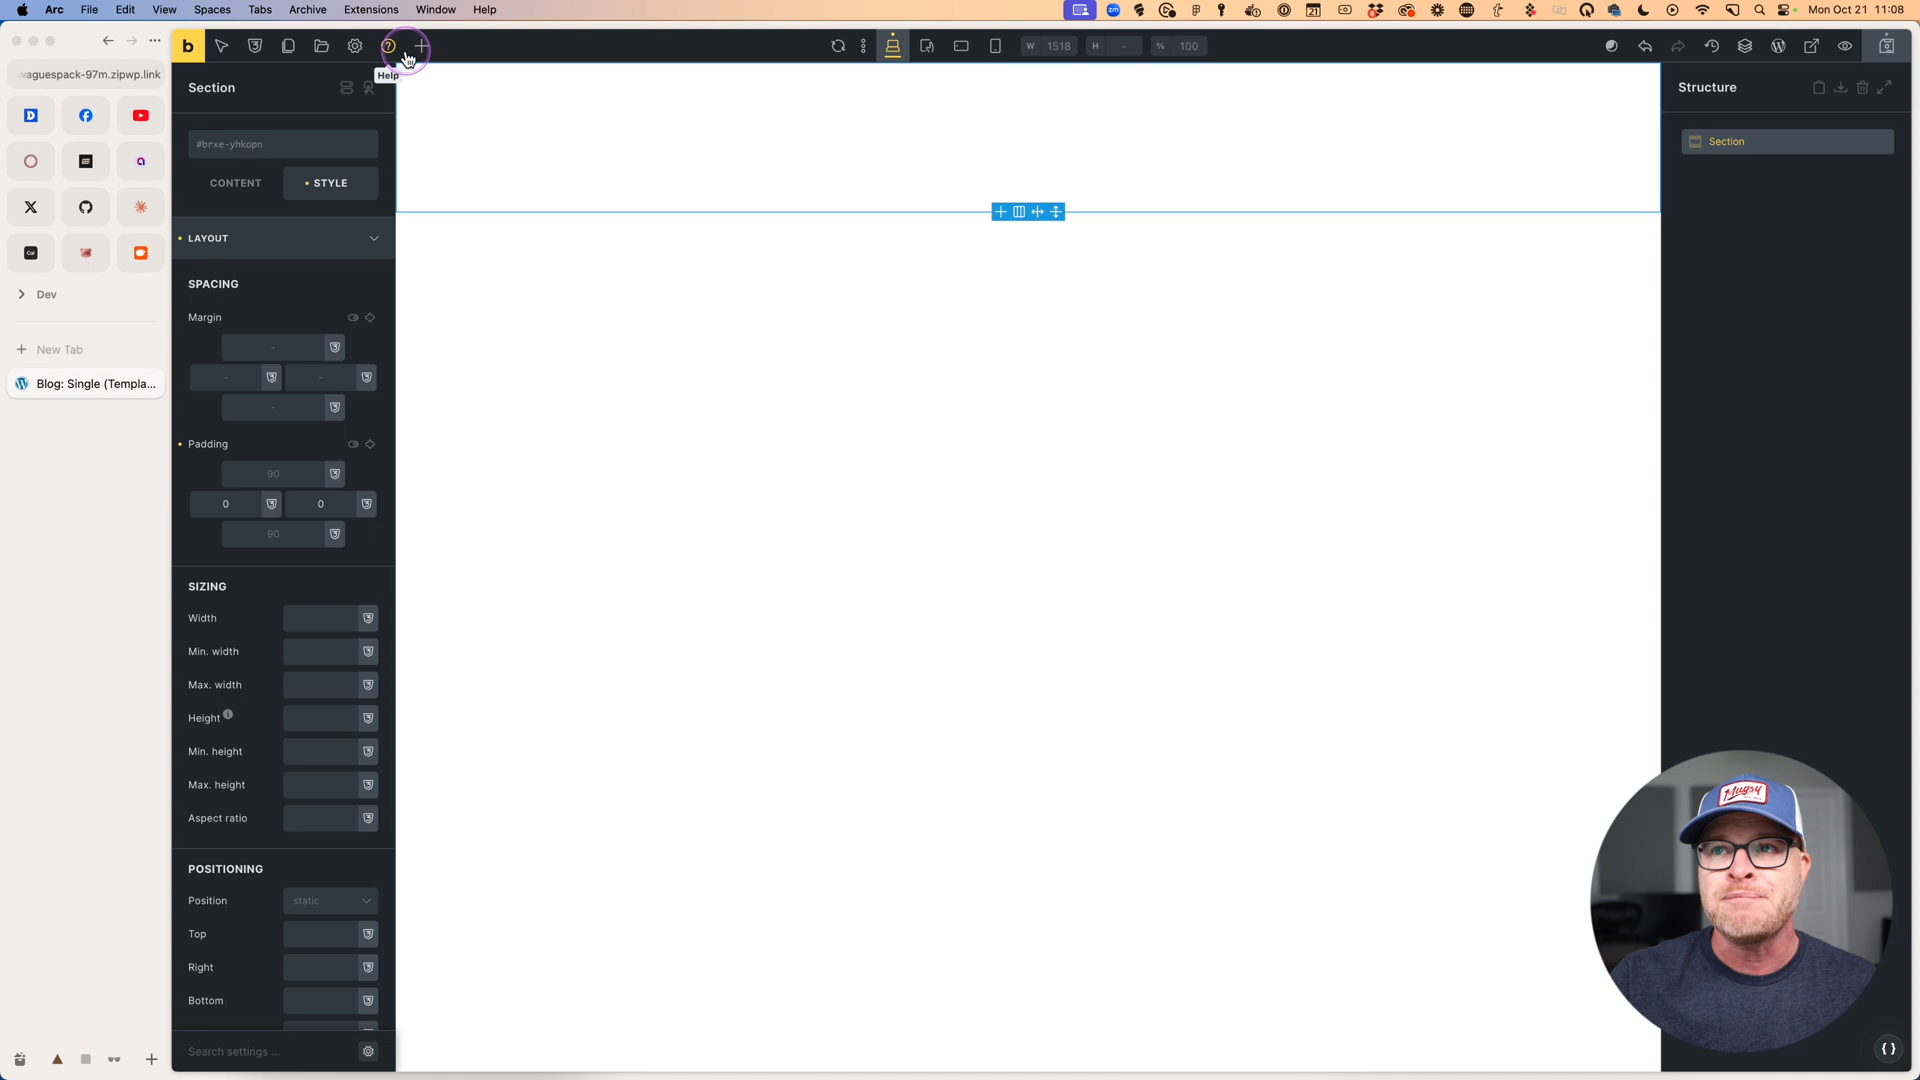 Arc File Edit View Spaces Tabs Archive Extensions Window Help
21
Mon Oct 21 11:08
b
W 1518 H - % 100
aguespack-97m.zipwp.link
Help
Section
Structure
#brxe-yhkopn
Section
CONTENT
STYLE
LAYOUT
SPACING
Dev
Margin
-
New Tab
- -
Blog: Single (Templa...
-
Padding
90
0 0
90
SIZING
Width
Min. width
Max. width
Height
Min. height
Max. height
Aspect ratio
POSITIONING
Position static
Top
Right
Bottom
Search settings ...
Mugsy
{ }